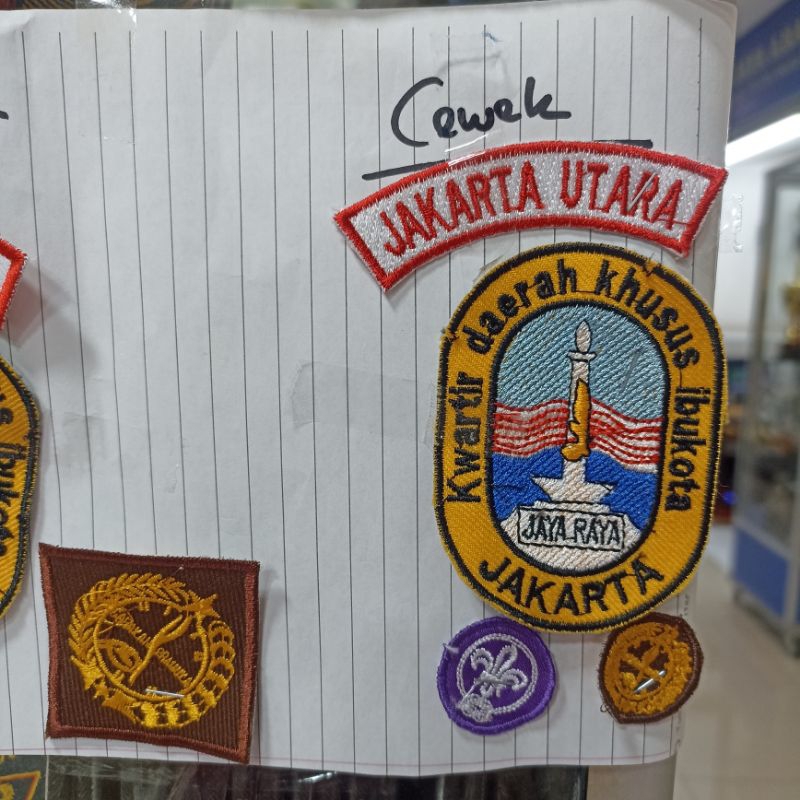 Cewek
JAKARTA UTARA
Kwartir daerah khusus ibukota
JAYA RAYA
JAKARTA